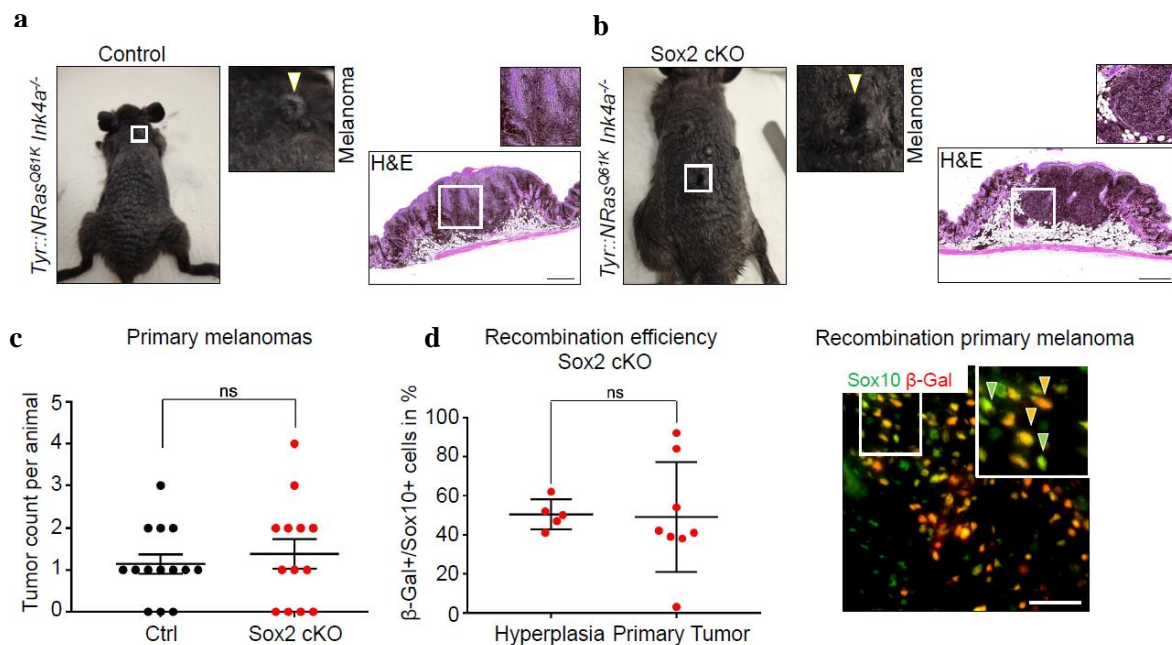 a
Control
Tyr::NRasQ61K Ink4a-/-
Melanoma
H&E
b
Sox2 cKO
Tyr::NRasQ61K Ink4a-/-
Melanoma
H&E
c
Primary melanomas
ns
Tumor count per animal
5
4
3
2
1
0
Ctrl
Sox2 cKO
d
Recombination efficiency
Sox2 cKO
ns
β-Gal+/Sox10+ cells in %
100
80
60
40
20
0
Hyperplasia
Primary Tumor
Recombination primary melanoma
Sox10 β-Gal